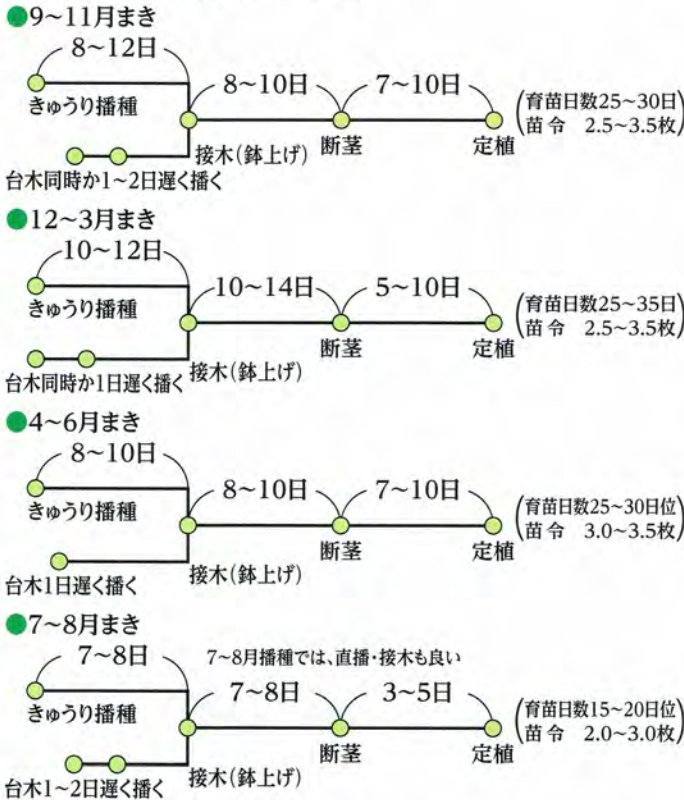 ●9~11月まき
8~12日
きゅうり播種
8~10日
7~10日
接木(鉢上げ)
断茎
定植
(育苗日数25~30日
苗令 2.5~3.5枚)
台木同時か1~2日遅く播く
●12~3月まき
10~12日
きゅうり播種
10~14日
5~10日
接木(鉢上げ)
断茎
定植
(育苗日数25~35日
苗令 2.5~3.5枚)
台木同時か1日遅く播く
●4~6月まき
8~10日
きゅうり播種
8~10日
7~10日
接木(鉢上げ)
断茎
定植
(育苗日数25~30日位
苗令 3.0~3.5枚)
台木1日遅く播く
●7~8月まき
7~8日
7~8月播種では、直播・接木も良い
きゅうり播種
7~8日
3~5日
接木(鉢上げ)
断茎
定植
(育苗日数15~20日位
苗令 2.0~3.0枚)
台木1~2日遅く播く